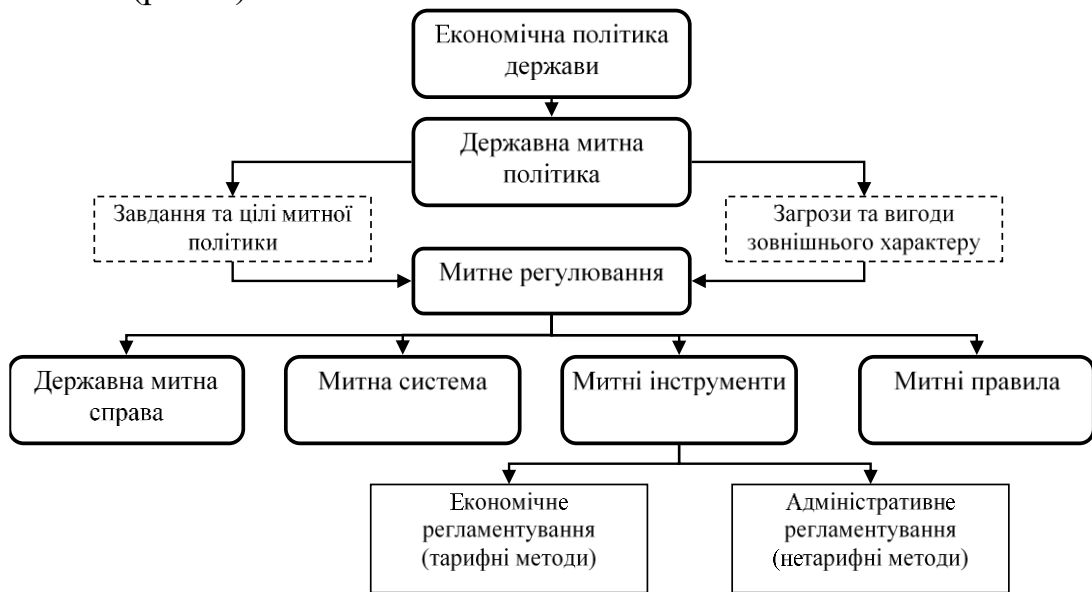 Економічна політика
держави
Державна митна
політика
Завдання та цілі митної
політики
Загрози та вигоди
зовнішнього характеру
Митне регулювання
Державна митна
справа
Митна система
Митні інструменти
Митні правила
Економічне
регламентування
(тарифні методи)
Адміністративне
регламентування
(нетарифні методи)